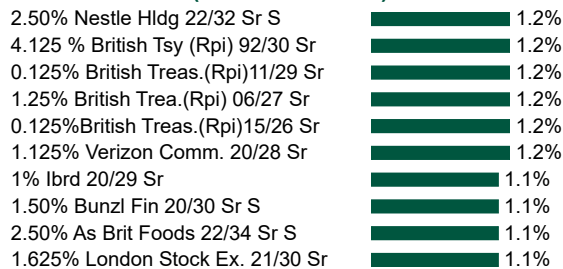 2.50% Nestle Hldg 22/32 Sr S 1.2%
4.125 % British Tsy (Rpi) 92/30 Sr 1.2%
0.125% British Treas.(Rpi)11/29 Sr 1.2%
1.25% British Trea.(Rpi) 06/27 Sr 1.2%
0.125%British Treas.(Rpi)15/26 Sr 1.2%
1.125% Verizon Comm. 20/28 Sr 1.2%
1% Ibrd 20/29 Sr 1.1%
1.50% Bunzl Fin 20/30 Sr S 1.1%
2.50% As Brit Foods 22/34 Sr S 1.1%
1.625% London Stock Ex. 21/30 Sr 1.1%